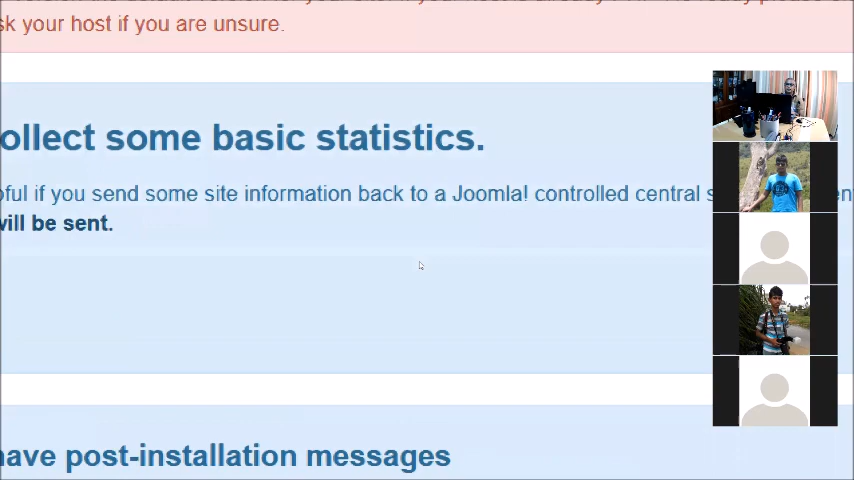 sk your host if you are unsure.
ollect some basic statistics.
pful if you send some site information back to a Joomla! controlled central s
will be sent.
have post-installation messages